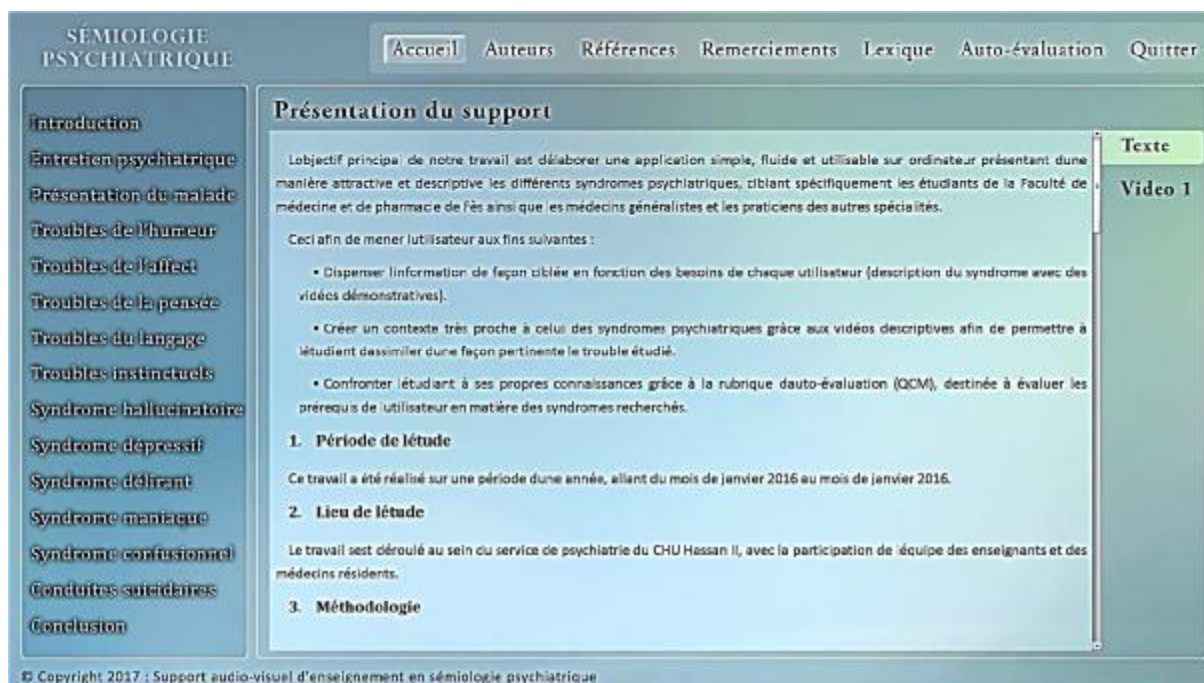 SÉMIOLOGIE
PSYCHIATRIQUE
Accueil Auteurs Références Remerciements Lexique Auto-évaluation Quitter
Introduction
Entretien psychiatrique
Présentation du malade
Troubles de l'humeur
Troubles de l'affect
Troubles de la pensée
Troubles du langage
Troubles instinctuels
Syndrome hallucinatoire
Syndrome dépressif
Syndrome délirant
Syndrome maniaque
Syndrome confusionnel
Conduites suicidaires
Conclusion
Présentation du support
Lobjectif principal de notre travail est délaborer une application simple, fluide et utilisable sur ordinateur présentant dune
manière attractive et descriptive les différents syndromes psychiatriques, ciblant spécifiquement les étudiants de la Faculté de
médecine et de pharmacie de Fès ainsi que les médecins généralistes et les praticiens des autres spécialités.
Ceci afin de mener lutilisateur aux fins suivantes :
• Dispenser linformation de façon ciblée en fonction des besoins de chaque utilisateur (description du syndrome avec des
vidéos démonstratives).
• Créer un contexte très proche à celui des syndromes psychiatriques grâce aux vidéos descriptives afin de permettre à
létudiant dassimiler dune façon pertinente le trouble étudié.
• Confronter létudiant à ses propres connaissances grâce à la rubrique dauto-évaluation (QCM), destinée à évaluer les
prérequis de lutilisateur en matière des syndromes recherchés.
1. Période de létude
Ce travail a été réalisé sur une période dune année, allant du mois de janvier 2016 au mois de janvier 2016.
2. Lieu de létude
Le travail sest déroulé au sein du service de psychiatrie du CHU Hassan II, avec la participation de léquipe des enseignants et des
médecins résidents.
3. Méthodologie
Texte
Video 1
© Copyright 2017 : Support audio-visuel d'enseignement en sémiologie psychiatrique